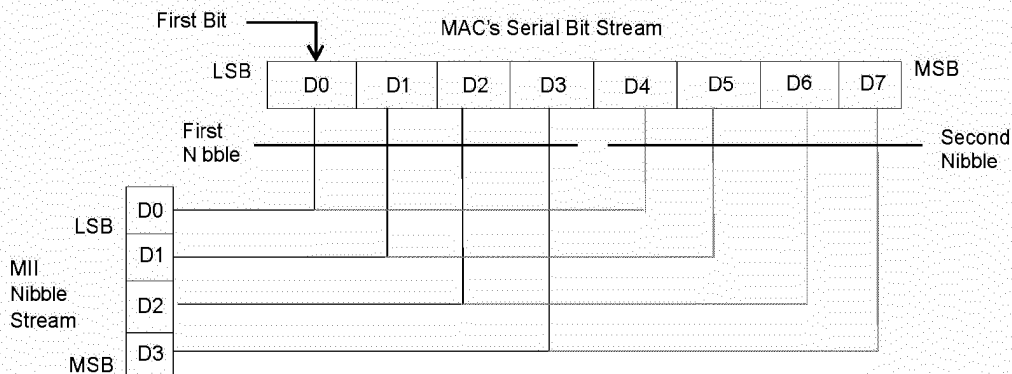 First Bit
MAC's Serial Bit Stream
LSB
D0 D1 D2 D3 D4 D5 D6 D7
MSB
First
N bble
Second
Nibble
LSB
D0
D1
MII
Nibble
Stream
D2
MSB
D3